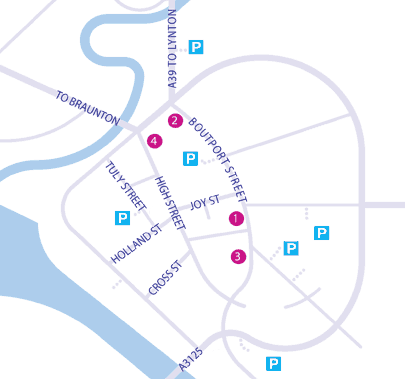 A39 TO LYNTON
P
TO BRAUNTON
2
BOUTPORT STREET
4
P
TULY STREET
HIGH STREET
JOY ST
P
1
HOLLAND ST
P
P
3
CROSS ST
A3125
P